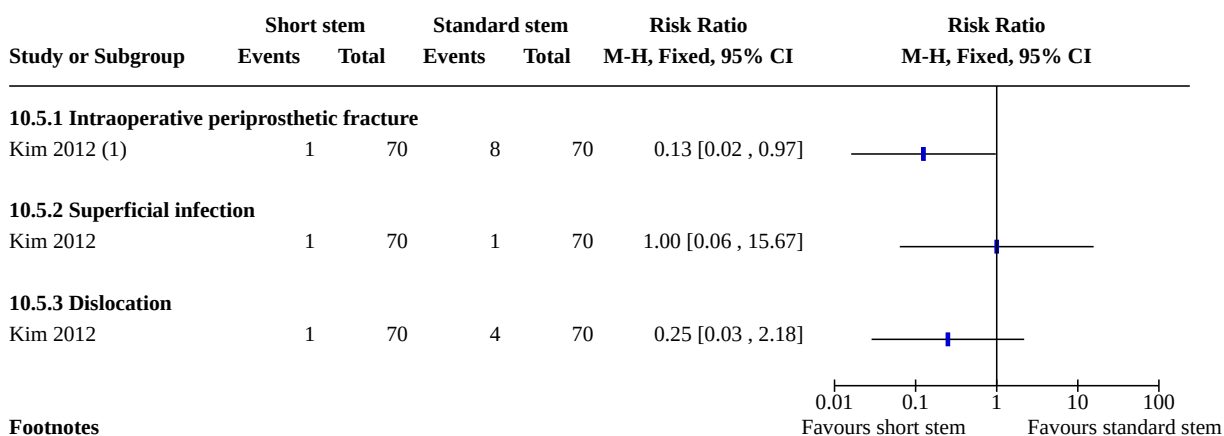 Short stem Standard stem Risk Ratio Risk Ratio
Study or Subgroup Events Total Events Total M-H, Fixed, 95% CI M-H, Fixed, 95% CI
10.5.1 Intraoperative periprosthetic fracture
Kim 2012 (1) 1 70 8 70 0.13 [0.02 , 0.97]
10.5.2 Superficial infection
Kim 2012 1 70 1 70 1.00 [0.06 , 15.67]
10.5.3 Dislocation
Kim 2012 1 70 4 70 0.25 [0.03 , 2.18]
0.01 0.1 1 10 100
Footnotes Favours short stem Favours standard stem